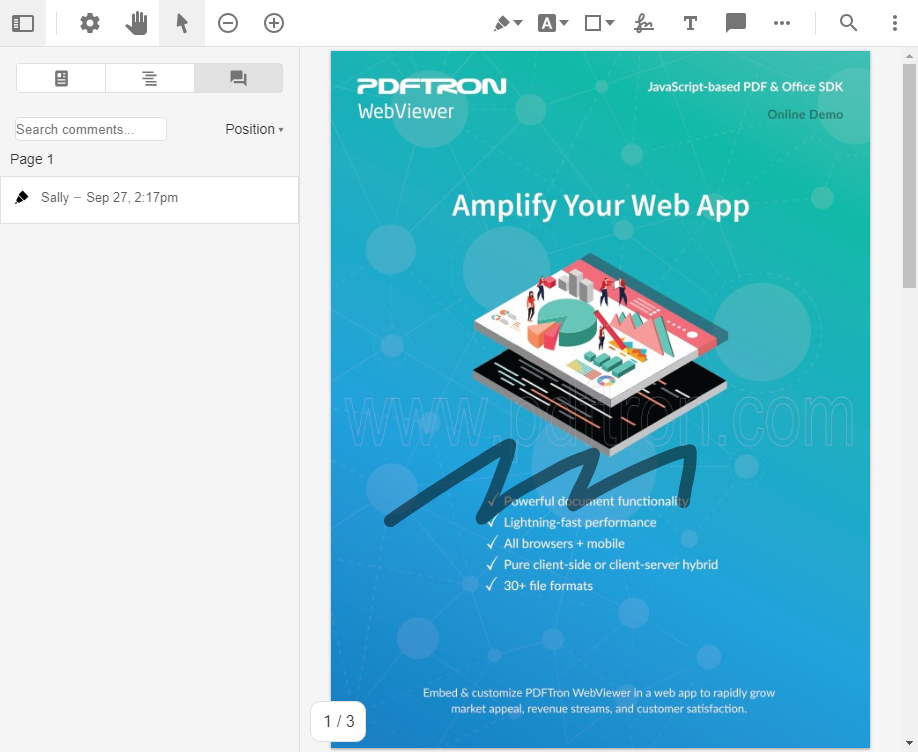 Search comments...
Position
Page 1
Sally – Sep 27, 2:17pm
A
T
PDFTRON
WebViewer
JavaScript-based PDF & Office SDK
Online Demo
Amplify Your Web App
www.pdftron.com
✓ Powerful document functionality
✓ Lightning-fast performance
✓ All browsers + mobile
✓ Pure client-side or client-server hybrid
✓ 30+ file formats
Embed & customize PDFTron WebViewer in a web app to rapidly grow
market appeal, revenue streams, and customer satisfaction.
1 / 3